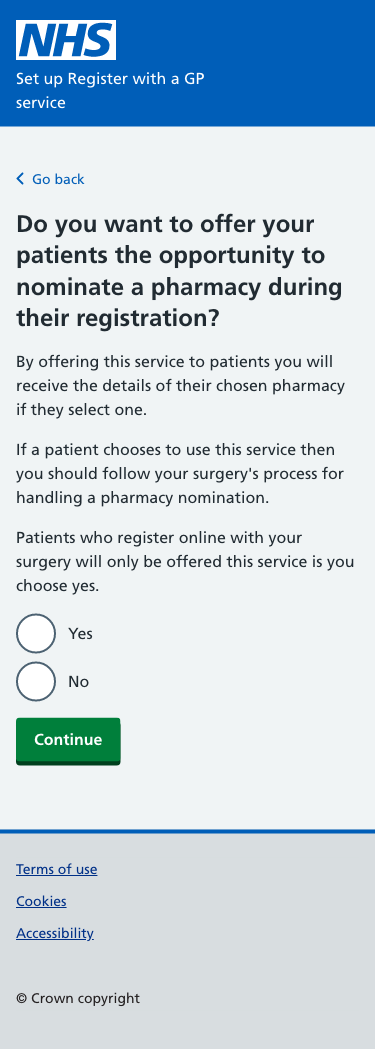 NHS
Set up Register with a GP
service
Go back
Do you want to offer your
patients the opportunity to
nominate a pharmacy during
their registration?
By offering this service to patients you will
receive the details of their chosen pharmacy
if they select one.
If a patient chooses to use this service then
you should follow your surgery's process for
handling a pharmacy nomination.
Patients who register online with your
surgery will only be offered this service is you
choose yes.
Yes
No
Continue
Terms of use
Cookies
Accessibility
© Crown copyright